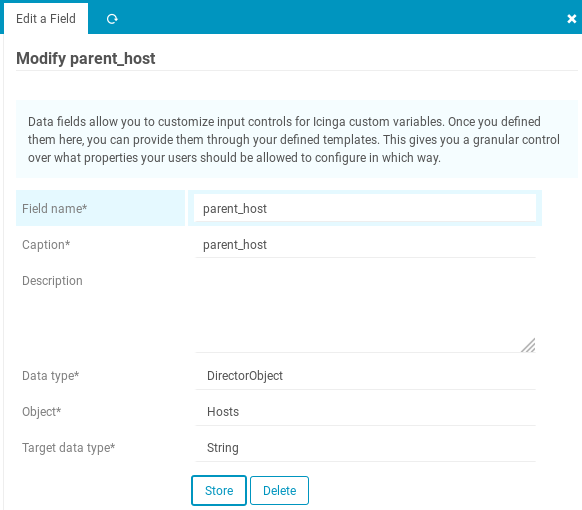 Edit a Field
Modify parent_host
Data fields allow you to customize input controls for Icinga custom variables. Once you defined
them here, you can provide them through your defined templates. This gives you a granular control
over what properties your users should be allowed to configure in which way.
Field name* parent_host
Caption* parent_host
Description
Data type* DirectorObject
Object* Hosts
Target data type* String
Store Delete